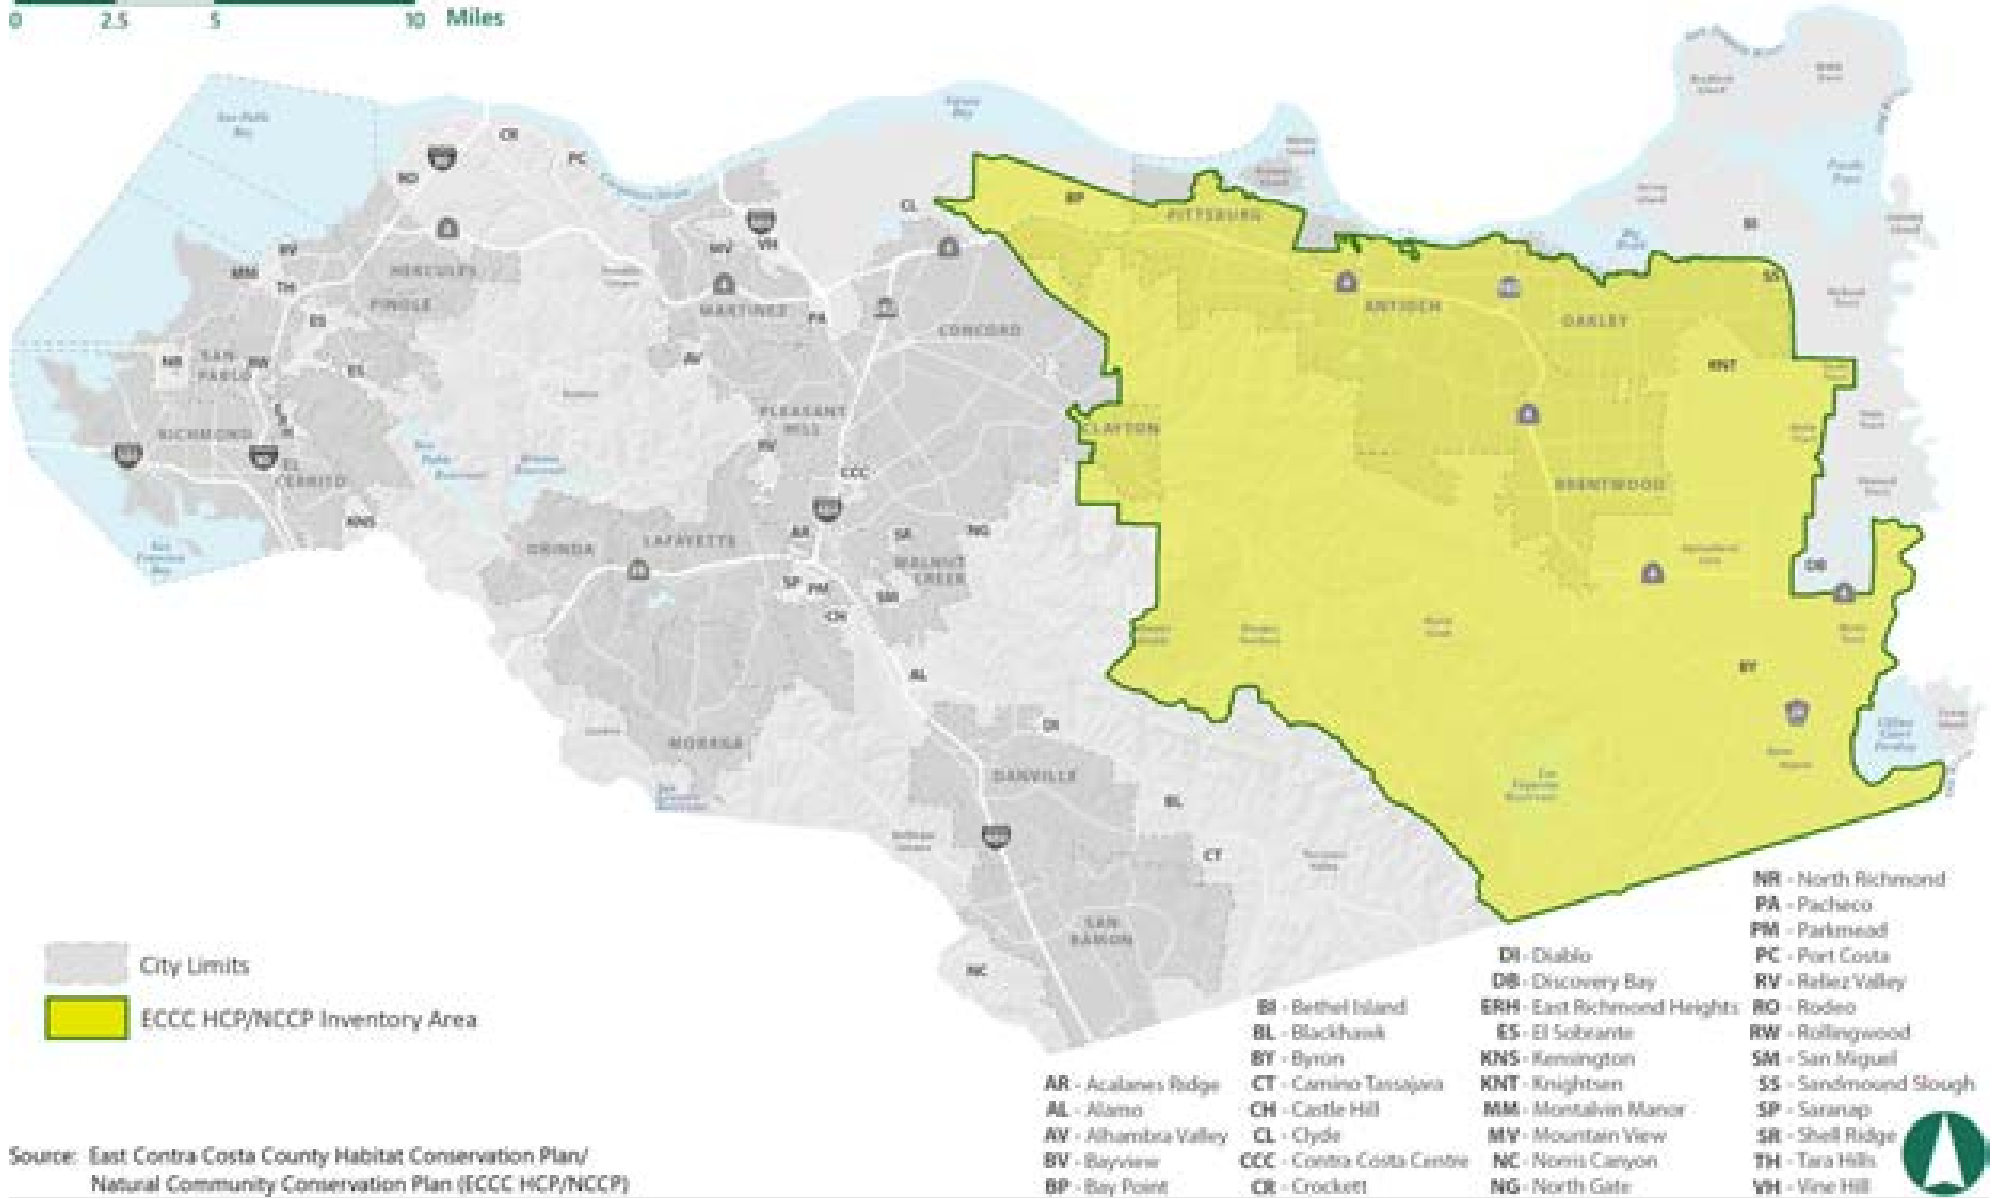 0 2.5 5 10 Miles
San Pablo
Bay
CR
PC
RO
Carquinez Strait
CL
BP
PITTSBURG
BI
MV
VH
MM
TH
HERCULES
PINOLE
MARTINEZ
PA
CONCORD
ES
ANTIOCH
OAKLEY
NR
SAN
PABLO
RW
ES
AV
KNT
PLEASANT
HILL
RICHMOND
CLAYTON
EL
CERRITO
CCC
BRENTWOOD
KNS
AR
NG
ORINDA
LAFAYETTE
WALNUT
CREEK
SP
PM
SM
DB
CH
AL
BY
DI
MORAGA
DANVILLE
BL
CT
SAN
RAMON
NC
City Limits
ECCC HCP/NCCP Inventory Area
Source: East Contra Costa County Habitat Conservation Plan/
Natural Community Conservation Plan (ECCC HCP/NCCP)
AR - Acalanes Ridge
AL - Alamo
AV - Alhambra Valley
BV - Bayview
BP - Bay Point
BI - Bethel Island
BL - Blackhawk
BY - Byron
CT - Camino Tassajara
CH - Castle Hill
CL - Clyde
CCC - Contra Costa Centre
CR - Crockett
DI - Diablo
DB - Discovery Bay
ERH - East Richmond Heights
ES - El Sobrante
KNS - Kensington
KNT - Knightsen
MM - Montalvin Manor
MV - Mountain View
NC - Norris Canyon
NG - North Gate
NR - North Richmond
PA - Pacheco
PM - Parkmead
PC - Port Costa
RV - Reliez Valley
RO - Rodeo
RW - Rollingwood
SM - San Miguel
SS - Sandmound Slough
SP - Saranap
SR - Shell Ridge
TH - Tara Hills
VH - Vine Hill